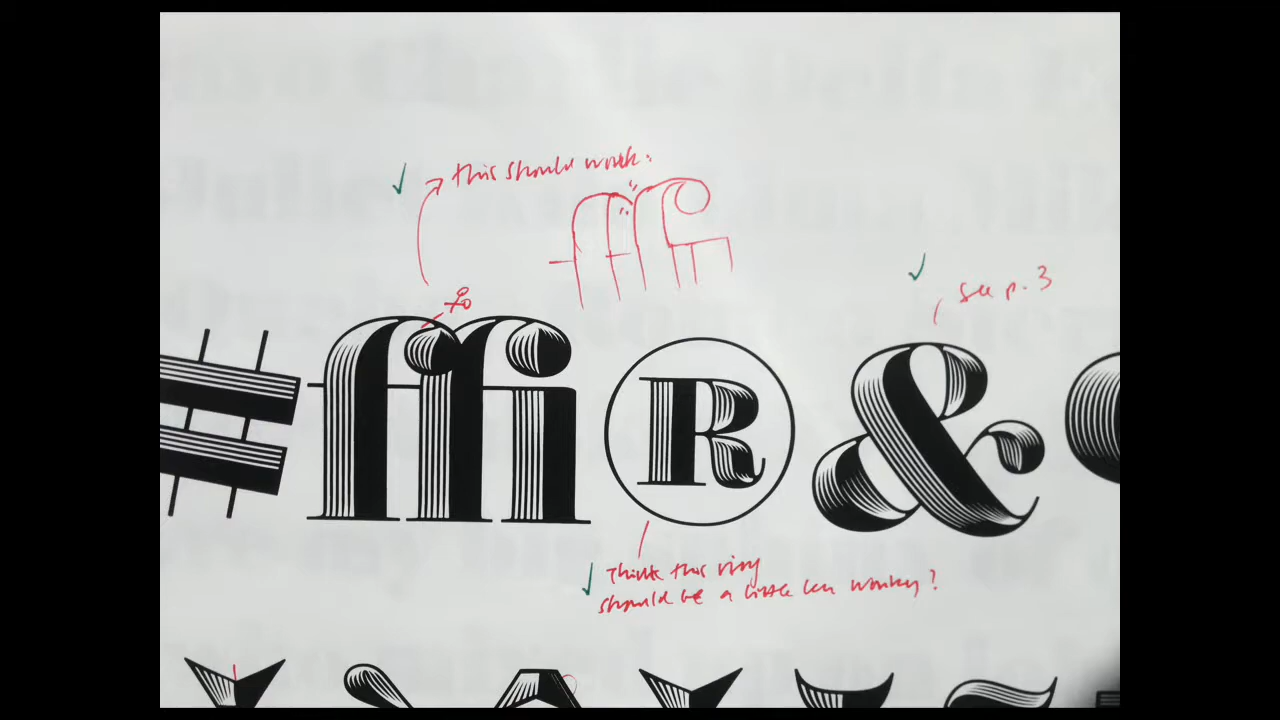 this should work:
see p. 3
# ffi ® &
Think this ring
should be a little less wonky?